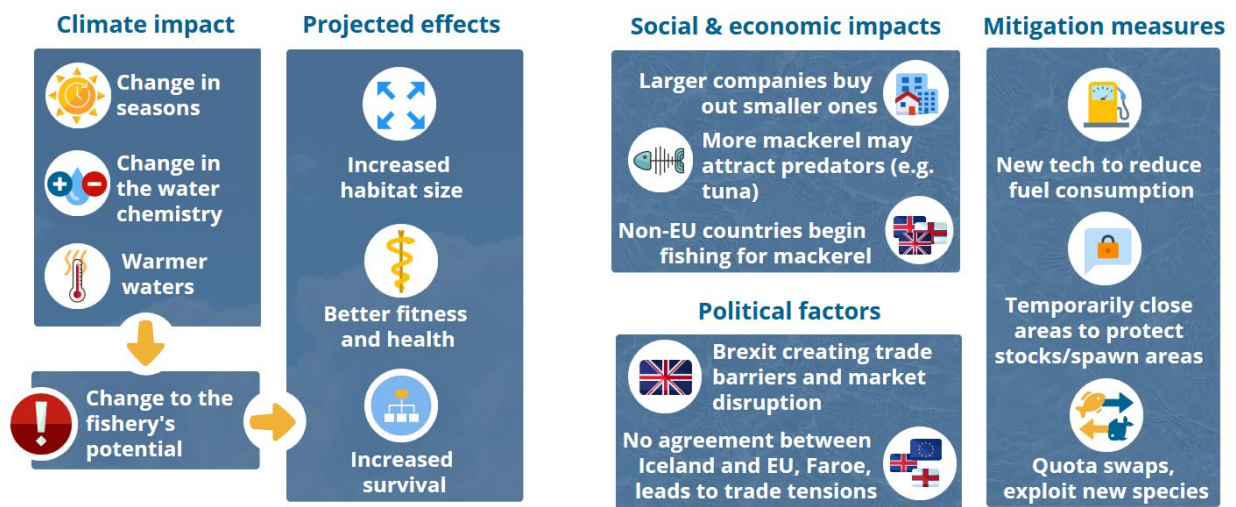 Climate impact
Change in
seasons
Change in
the water
chemistry
Warmer
waters
Change to the
fishery's
potential
Projected effects
Increased
habitat size
Better fitness
and health
Increased
survival
Social & economic impacts
Larger companies buy
out smaller ones
More mackerel may
attract predators (e.g.
tuna)
Non-EU countries begin
fishing for mackerel
Political factors
Brexit creating trade
barriers and market
disruption
No agreement between
Iceland and EU, Faroe,
leads to trade tensions
Mitigation measures
New tech to reduce
fuel consumption
Temporarily close
areas to protect
stocks/spawn areas
Quota swaps,
exploit new species